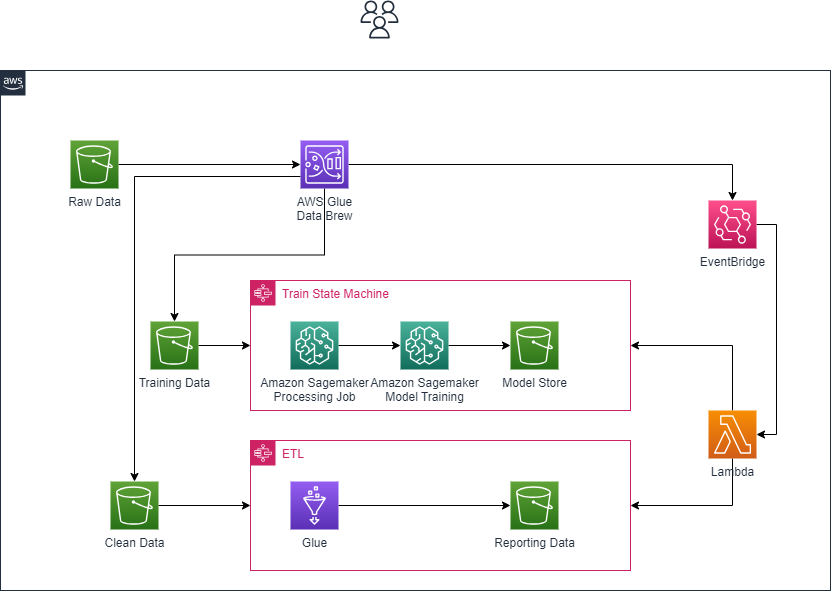 aws
Raw Data
AWS Glue
Data Brew
EventBridge
Train State Machine
Training Data
Amazon Sagemaker
Processing Job
Amazon Sagemaker
Model Training
Model Store
Lambda
ETL
Clean Data
Glue
Reporting Data